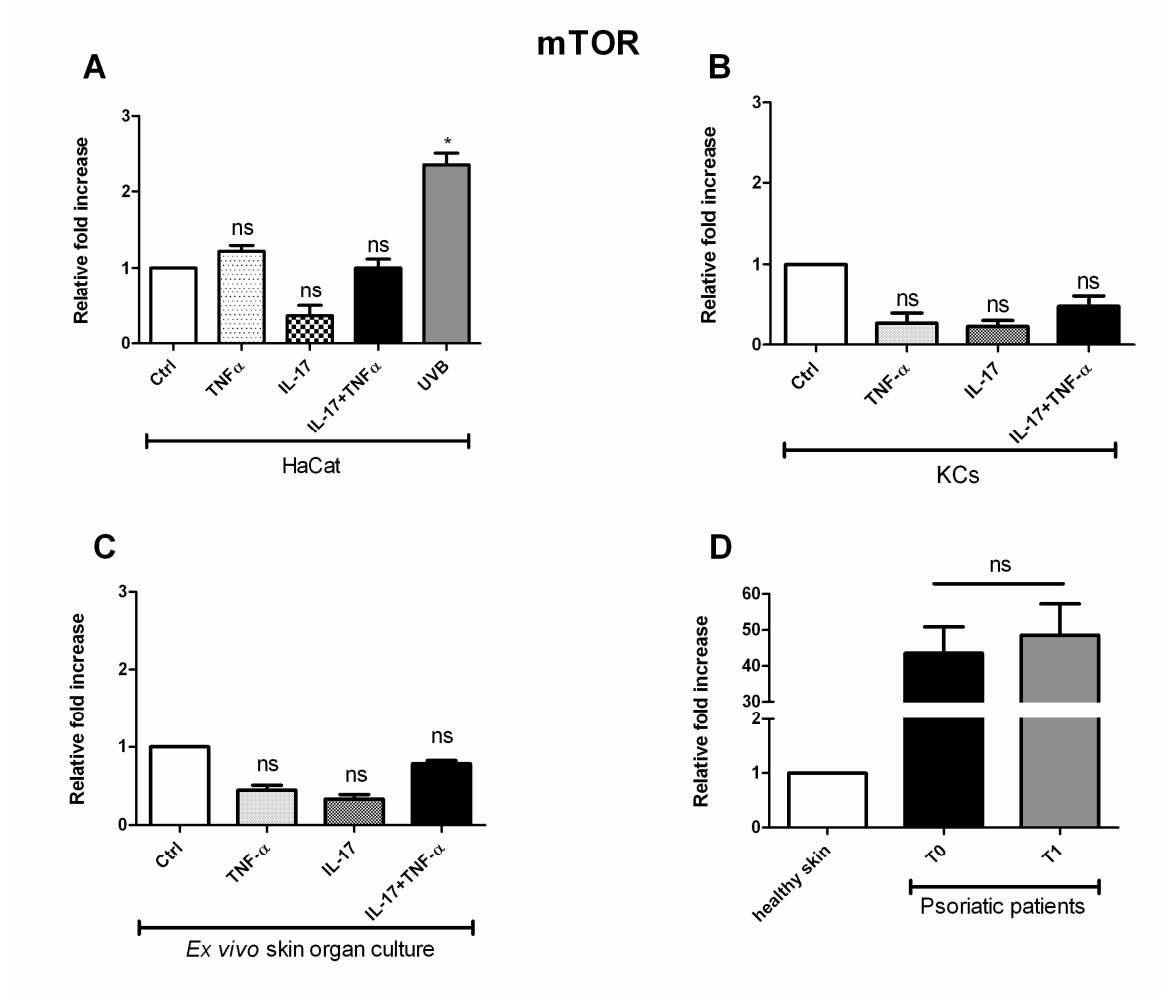 mTOR
A
Relative fold increase
3
2
1
0
ns
ns
ns
*
Ctrl
TNFα
IL-17
IL-17+TNFα
UVB
HaCat
B
Relative fold increase
3
2
1
0
ns
ns
ns
Ctrl
TNF-α
IL-17
IL-17+TNF-α
KCs
C
Relative fold increase
3
2
1
0
ns
ns
ns
Ctrl
TNF-α
IL-17
IL-17+TNF-α
Ex vivo skin organ culture
D
Relative fold increase
60
50
40
30
2
1
0
ns
healthy skin
T0
T1
Psoriatic patients